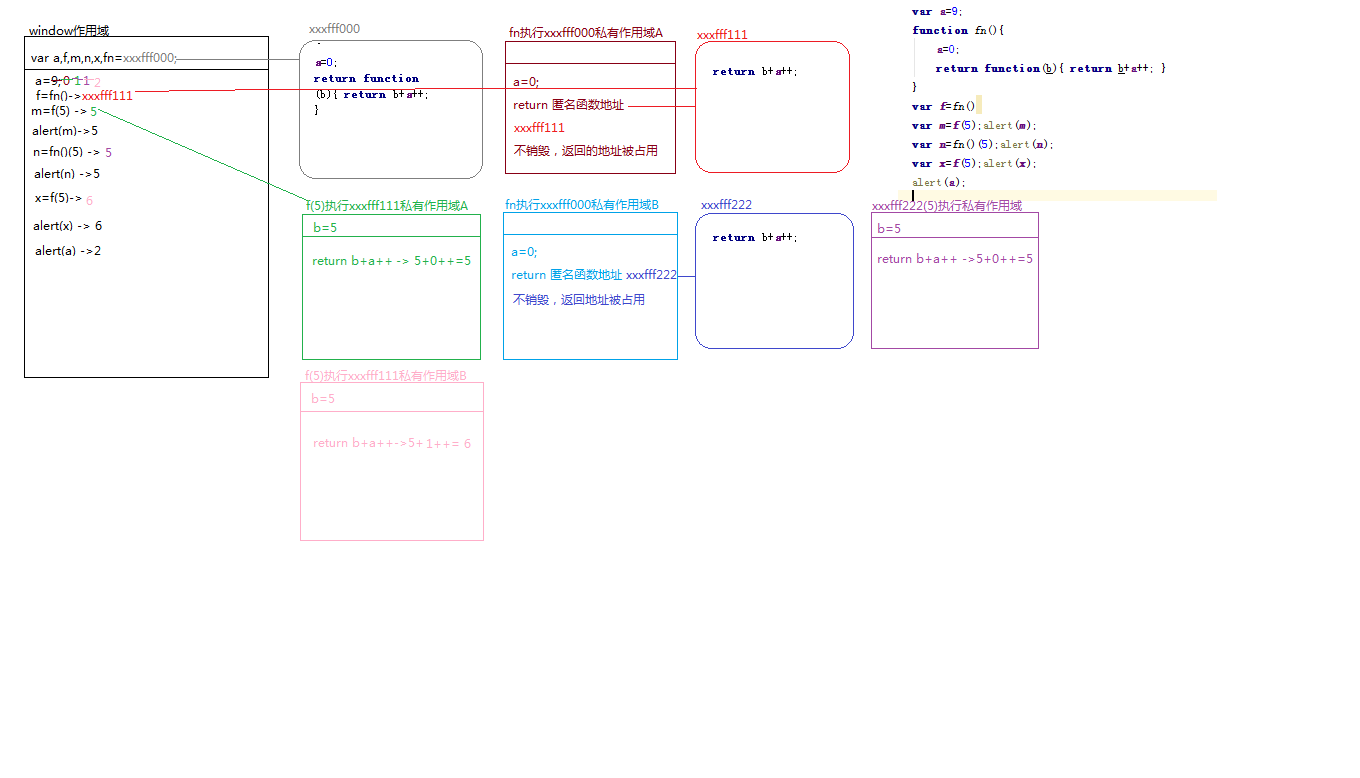 window作用域
var a,f,m,n,x,fn=xxxfff000;
a=9;0 1 1 2
f=fn()->xxxfff111
m=f(5) -> 5
alert(m)->5
n=fn()(5) -> 5
alert(n) ->5
x=f(5)-> 6
alert(x) -> 6
alert(a) ->2
xxxfff000
a=0;
return function
(b){ return b+a++;
}
fn执行xxxfff000私有作用域A
a=0;
return 匿名函数地址
xxxfff111
不销毁，返回的地址被占用
xxxfff111
return b+a++;
var a=9;
function fn(){
a=0;
return function(b){ return b+a++; }
}
var f=fn()
var m=f(5);alert(m);
var n=fn()(5);alert(n);
var x=f(5);alert(x);
alert(a);
f(5)执行xxxfff111私有作用域A
b=5
return b+a++ -> 5+0++=5
fn执行xxxfff000私有作用域B
a=0;
return 匿名函数地址 xxxfff222
不销毁，返回地址被占用
xxxfff222
return b+a++;
xxxfff222(5)执行私有作用域
b=5
return b+a++ ->5+0++=5
f(5)执行xxxfff111私有作用域B
b=5
return b+a++->5+1++= 6